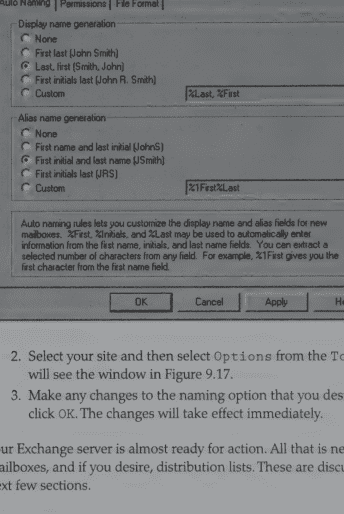 Auto Naming | Permissions | File Format |
Display name generation
None
First last (John Smith)
Last, first (Smith, John)
First initials last (John R. Smith)
Custom %Last, %First
Alias name generation
None
First name and last initial (JohnS)
First initial and last name (JSmith)
First initials last (JRS)
Custom %1First%Last
Auto naming rules lets you customize the display name and alias fields for new
mailboxes. %First, %Initials, and %Last may be used to automatically enter
information from the first name, initials, and last name fields. You can extract a
selected number of characters from any field. For example, %1First gives you the
first character from the first name field.
OK Cancel Apply He
2. Select your site and then select Options from the To
will see the window in Figure 9.17.
3. Make any changes to the naming option that you des
click OK. The changes will take effect immediately.
ur Exchange server is almost ready for action. All that is ne
ailboxes, and if you desire, distribution lists. These are discu
ext few sections.